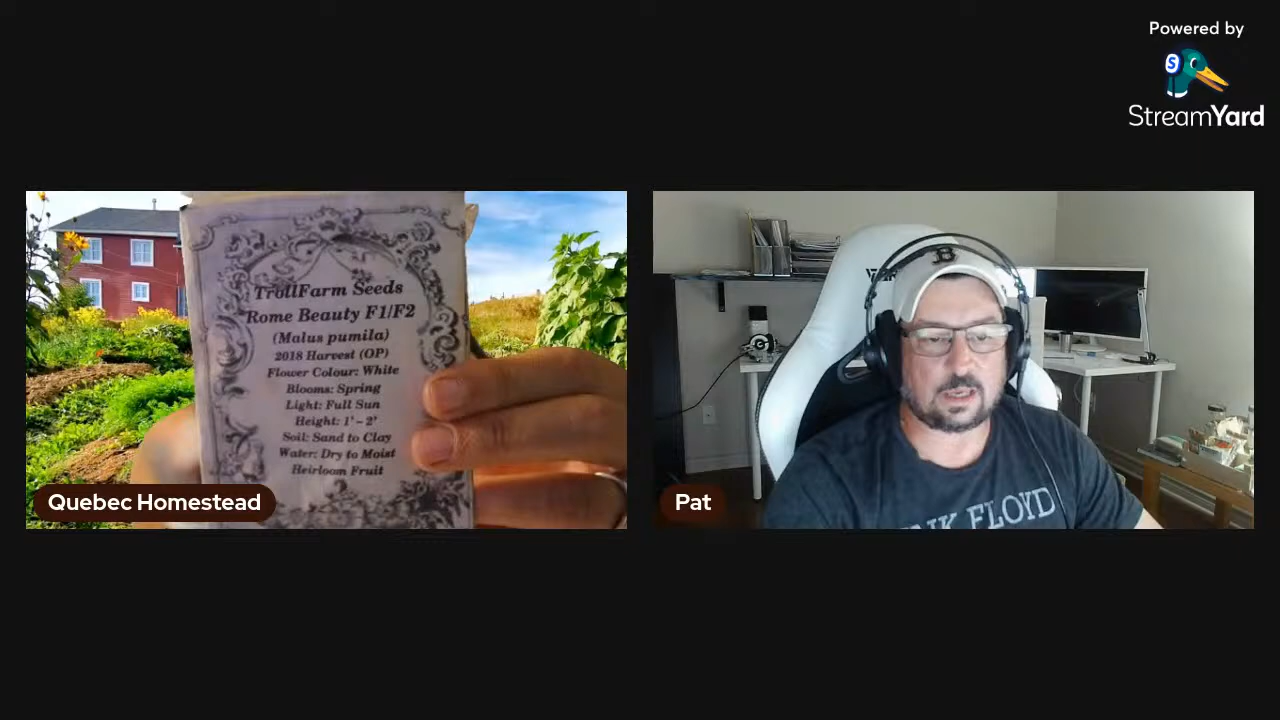 Powered by
S
StreamYard
TrollFarm Seeds
Rome Beauty F1/F2
(Malus pumila)
2018 Harvest (OP)
Flower Colour: White
Blooms: Spring
Light: Full Sun
Height: 1' – 2'
Soil: Sand to Clay
Water: Dry to Moist
Heirloom Fruit
Quebec Homestead
B
Pat
NK FLOYD